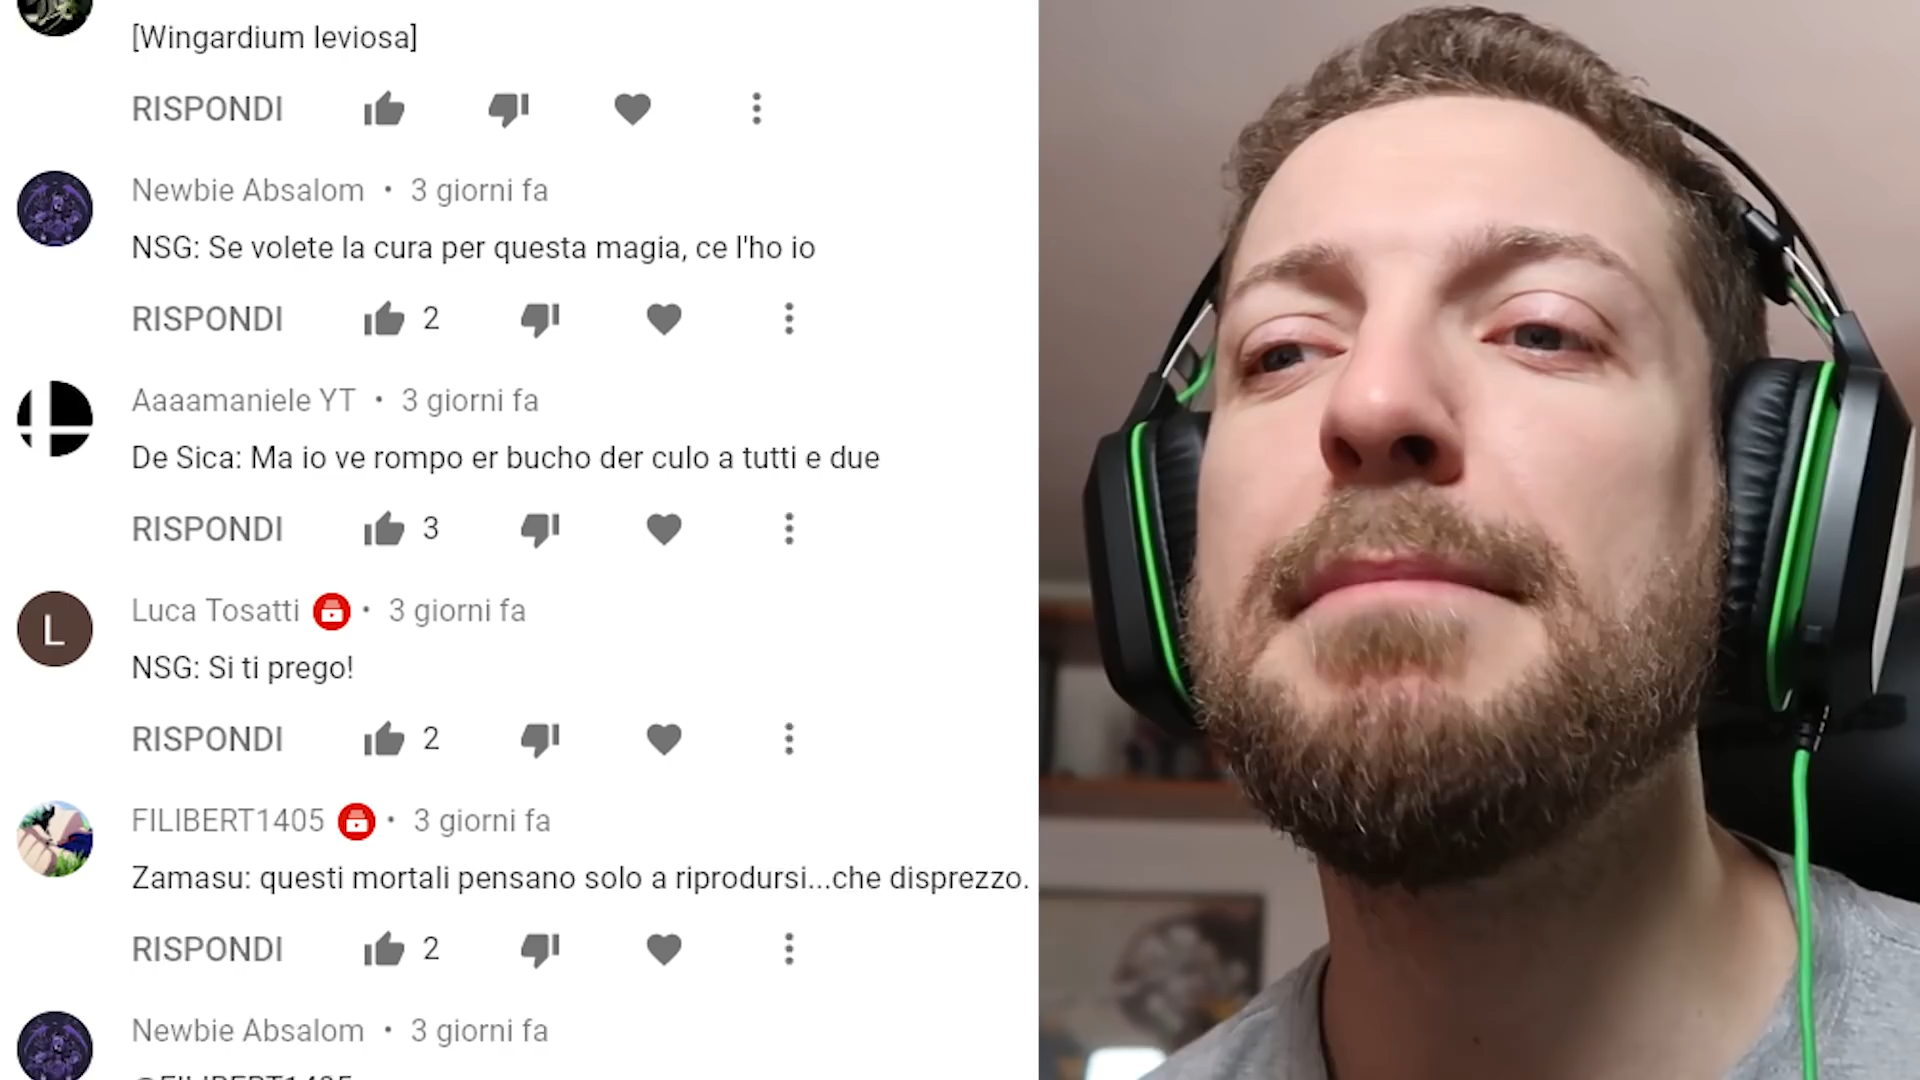 [Wingardium leviosa]
RISPONDI
Newbie Absalom • 3 giorni fa
NSG: Se volete la cura per questa magia, ce l'ho io
RISPONDI 2
Aaaamaniele YT • 3 giorni fa
De Sica: Ma io ve rompo er bucho der culo a tutti e due
RISPONDI 3
L
Luca Tosatti • 3 giorni fa
NSG: Si ti prego!
RISPONDI 2
FILIBERT1405 • 3 giorni fa
Zamasu: questi mortali pensano solo a riprodursi...che disprezzo.
RISPONDI 2
Newbie Absalom • 3 giorni fa
@FILIBERT1405